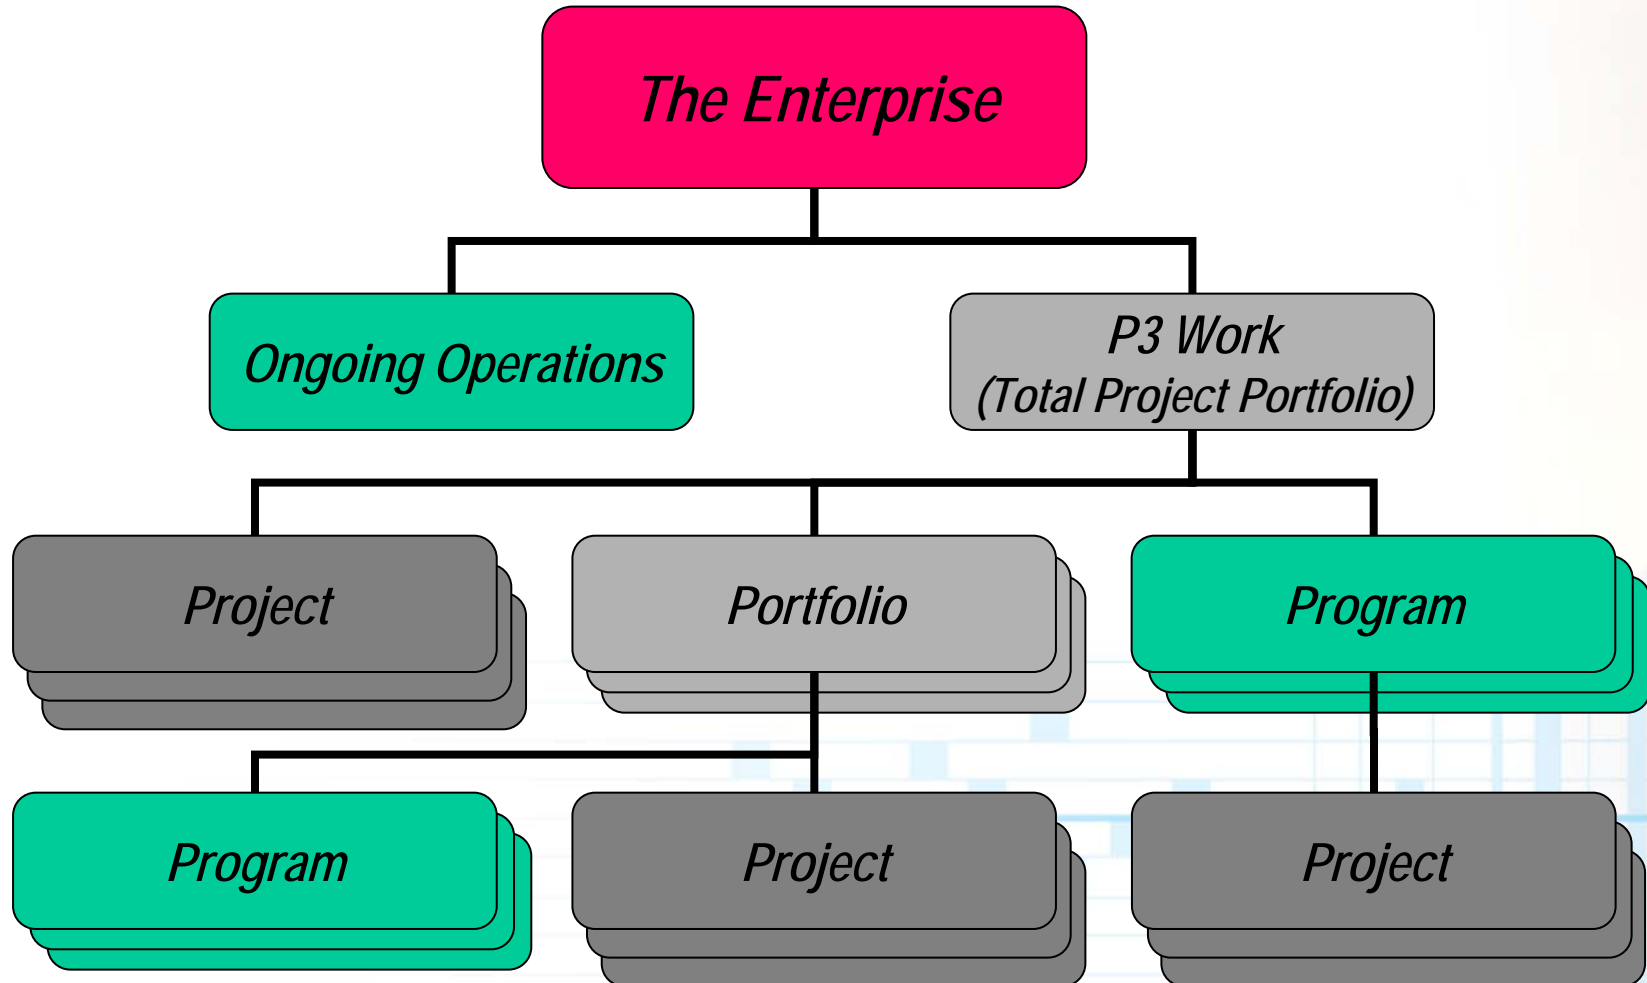 The Enterprise
Ongoing Operations
P3 Work
(Total Project Portfolio)
Project
Portfolio
Program
Program
Project
Project